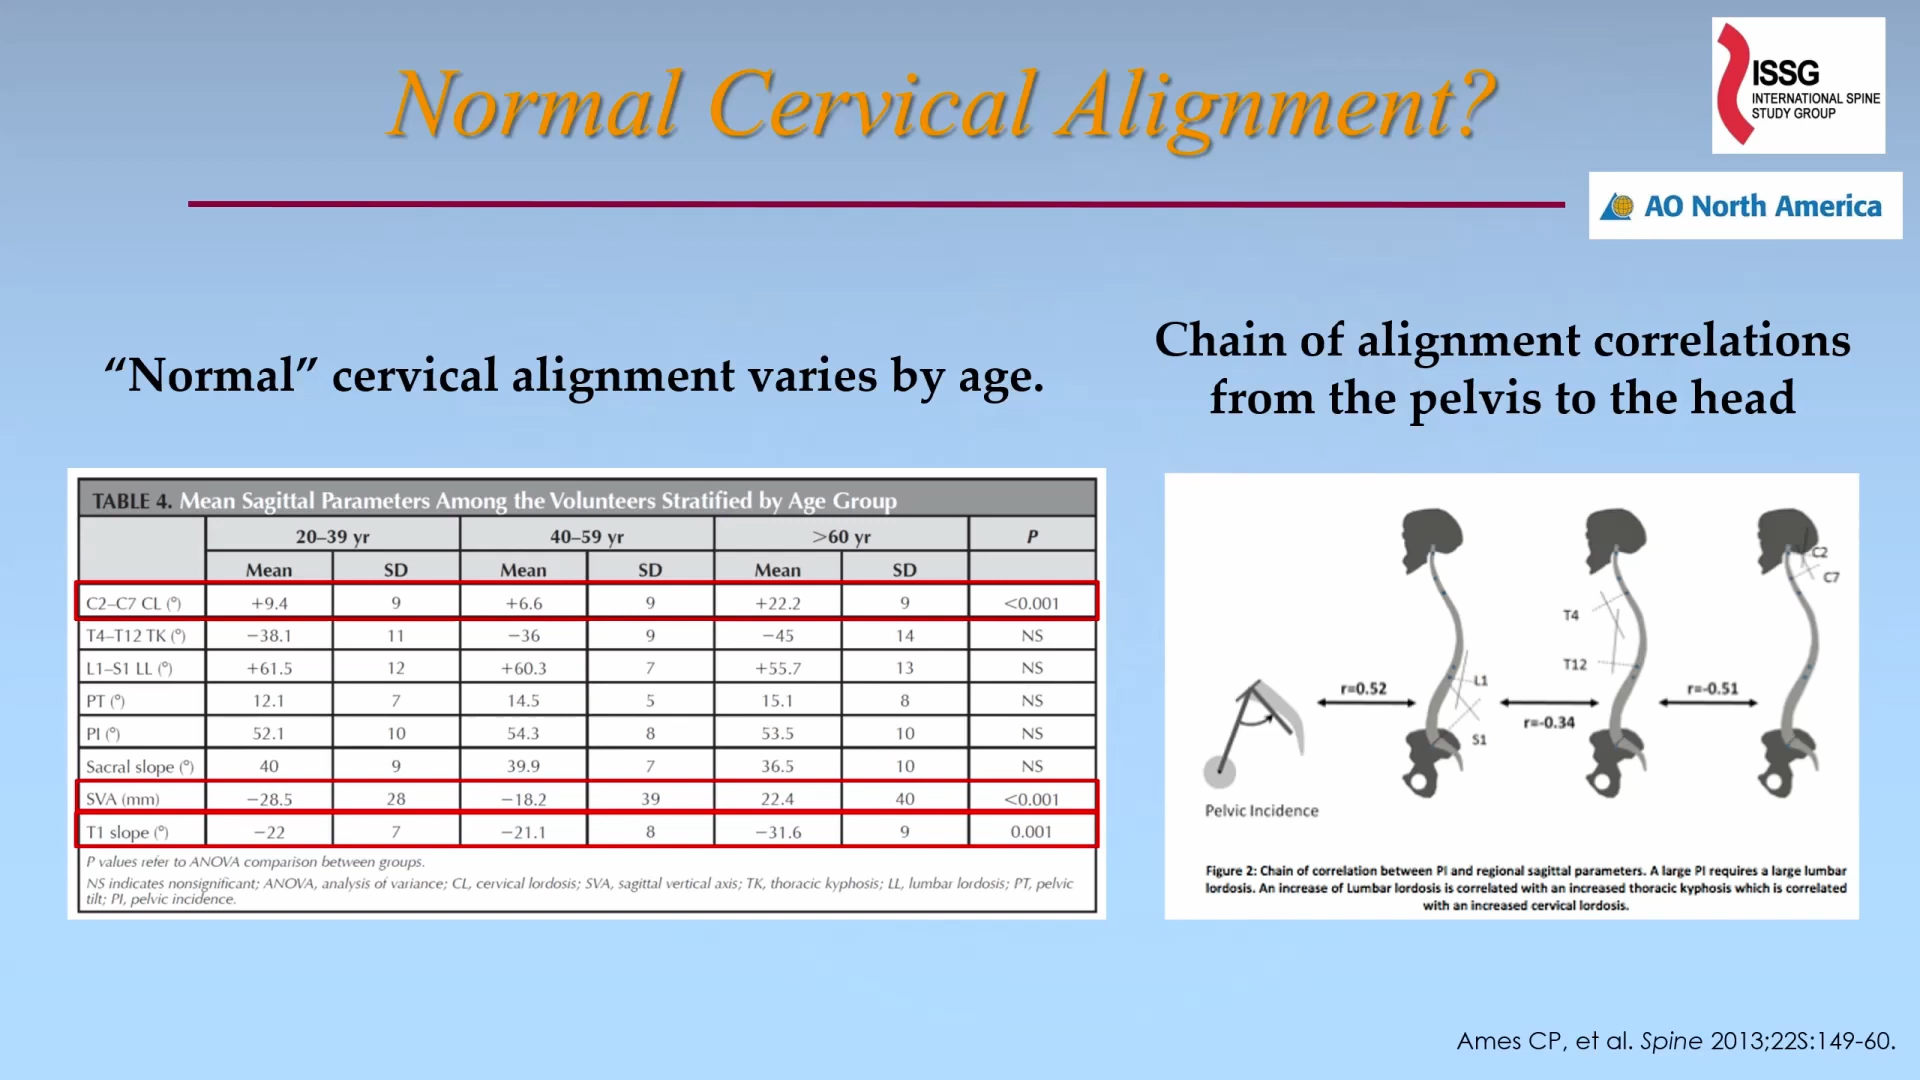 Normal Cervical Alignment?
ISSG
INTERNATIONAL SPINE
STUDY GROUP
AO North America
“Normal” cervical alignment varies by age.
Chain of alignment correlations
from the pelvis to the head
TABLE 4. Mean Sagittal Parameters Among the Volunteers Stratified by Age Group
20–39 yr 40–59 yr >60 yr P
Mean SD Mean SD Mean SD
C2–C7 CL (°) +9.4 9 +6.6 9 +22.2 9 <0.001
T4–T12 TK (°) −38.1 11 −36 9 −45 14 NS
L1–S1 LL (°) +61.5 12 +60.3 7 +55.7 13 NS
PT (°) 12.1 7 14.5 5 15.1 8 NS
PI (°) 52.1 10 54.3 8 53.5 10 NS
Sacral slope (°) 40 9 39.9 7 36.5 10 NS
SVA (mm) −28.5 28 −18.2 39 22.4 40 <0.001
T1 slope (°) −22 7 −21.1 8 −31.6 9 0.001
P values refer to ANOVA comparison between groups.
NS indicates nonsignificant; ANOVA, analysis of variance; CL, cervical lordosis; SVA, sagittal vertical axis; TK, thoracic kyphosis; LL, lumbar lordosis; PT, pelvic
tilt; PI, pelvic incidence.
C2
C7
T4
T12
L1
S1
r=0.52
r=-0.34
r=-0.51
Pelvic Incidence
Figure 2: Chain of correlation between PI and regional sagittal parameters. A large PI requires a large lumbar
lordosis. An increase of Lumbar lordosis is correlated with an increased thoracic kyphosis which is correlated
with an increased cervical lordosis.
Ames CP, et al. Spine 2013;22S:149-60.